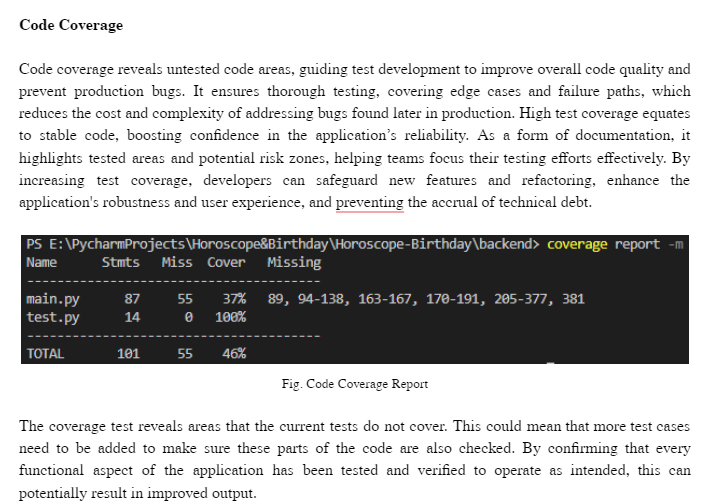 Code Coverage
Code coverage reveals untested code areas, guiding test development to improve overall code quality and
prevent production bugs. It ensures thorough testing, covering edge cases and failure paths, which
reduces the cost and complexity of addressing bugs found later in production. High test coverage equates
to stable code, boosting confidence in the application's reliability. As a form of documentation, it
highlights tested areas and potential risk zones, helping teams focus their testing efforts effectively. By
increasing test coverage, developers can safeguard new features and refactoring, enhance the
application's robustness and user experience, and preventing the accrual of technical debt.
PS E:\PycharmProjects\Horoscope&Birthday\Horoscope-Birthday\backend> coverage report -m
Name Stmts Miss Cover Missing
---------------------------------------
main.py 87 55 37% 89, 94-138, 163-167, 170-191, 205-377, 381
test.py 14 0 100%
---------------------------------------
TOTAL 101 55 46%
Fig. Code Coverage Report
The coverage test reveals areas that the current tests do not cover. This could mean that more test cases
need to be added to make sure these parts of the code are also checked. By confirming that every
functional aspect of the application has been tested and verified to operate as intended, this can
potentially result in improved output.